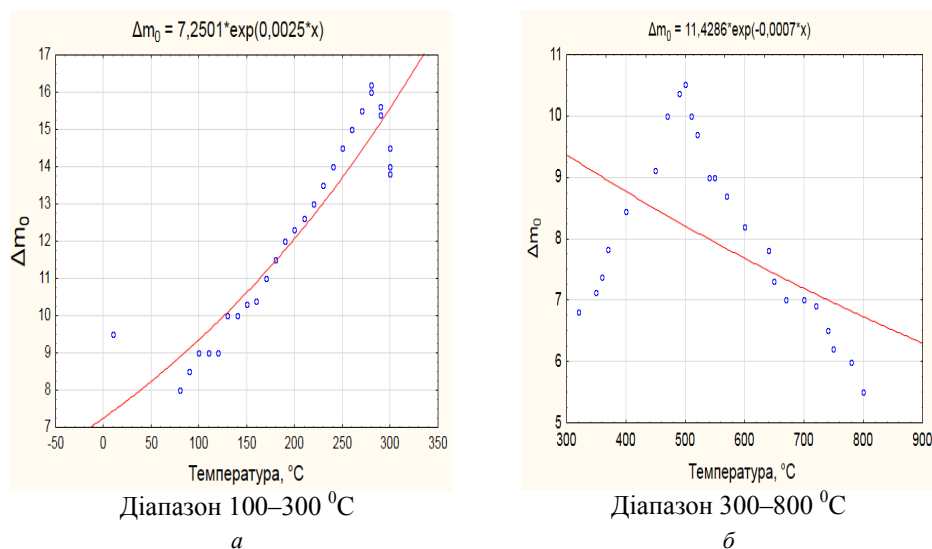 Δm₀ = 7,2501*exp(0,0025*x)
17
16
15
14
13
12
11
10
9
8
7
Δm₀
-50 0 50 100 150 200 250 300 350
Температура, °C
Діапазон 100–300 ⁰С
а
Δm₀ = 11,4286*exp(-0,0007*x)
11
10
9
8
7
6
5
Δm₀
300 400 500 600 700 800 900
Температура, °C
Діапазон 300–800 ⁰С
б